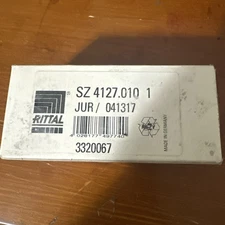 SZ 4127.010 1
JUR / 041317
RITTAL
MADE IN GERMANY
3320067